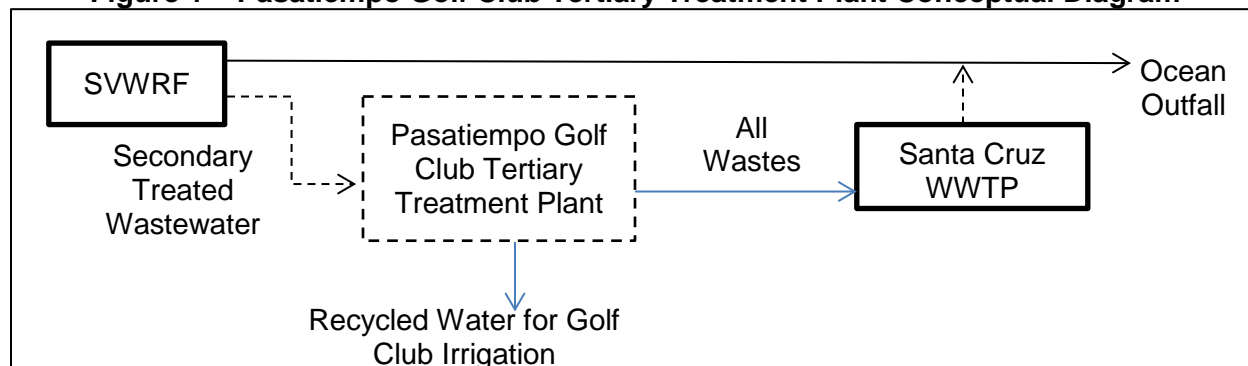 Figure 1 – Pasatiempo Golf Club Tertiary Treatment Plant Conceptual Diagram
SVWRF
Ocean
Outfall
Secondary
Treated
Wastewater
Pasatiempo Golf
Club Tertiary
Treatment Plant
All
Wastes
Santa Cruz
WWTP
Recycled Water for Golf
Club Irrigation